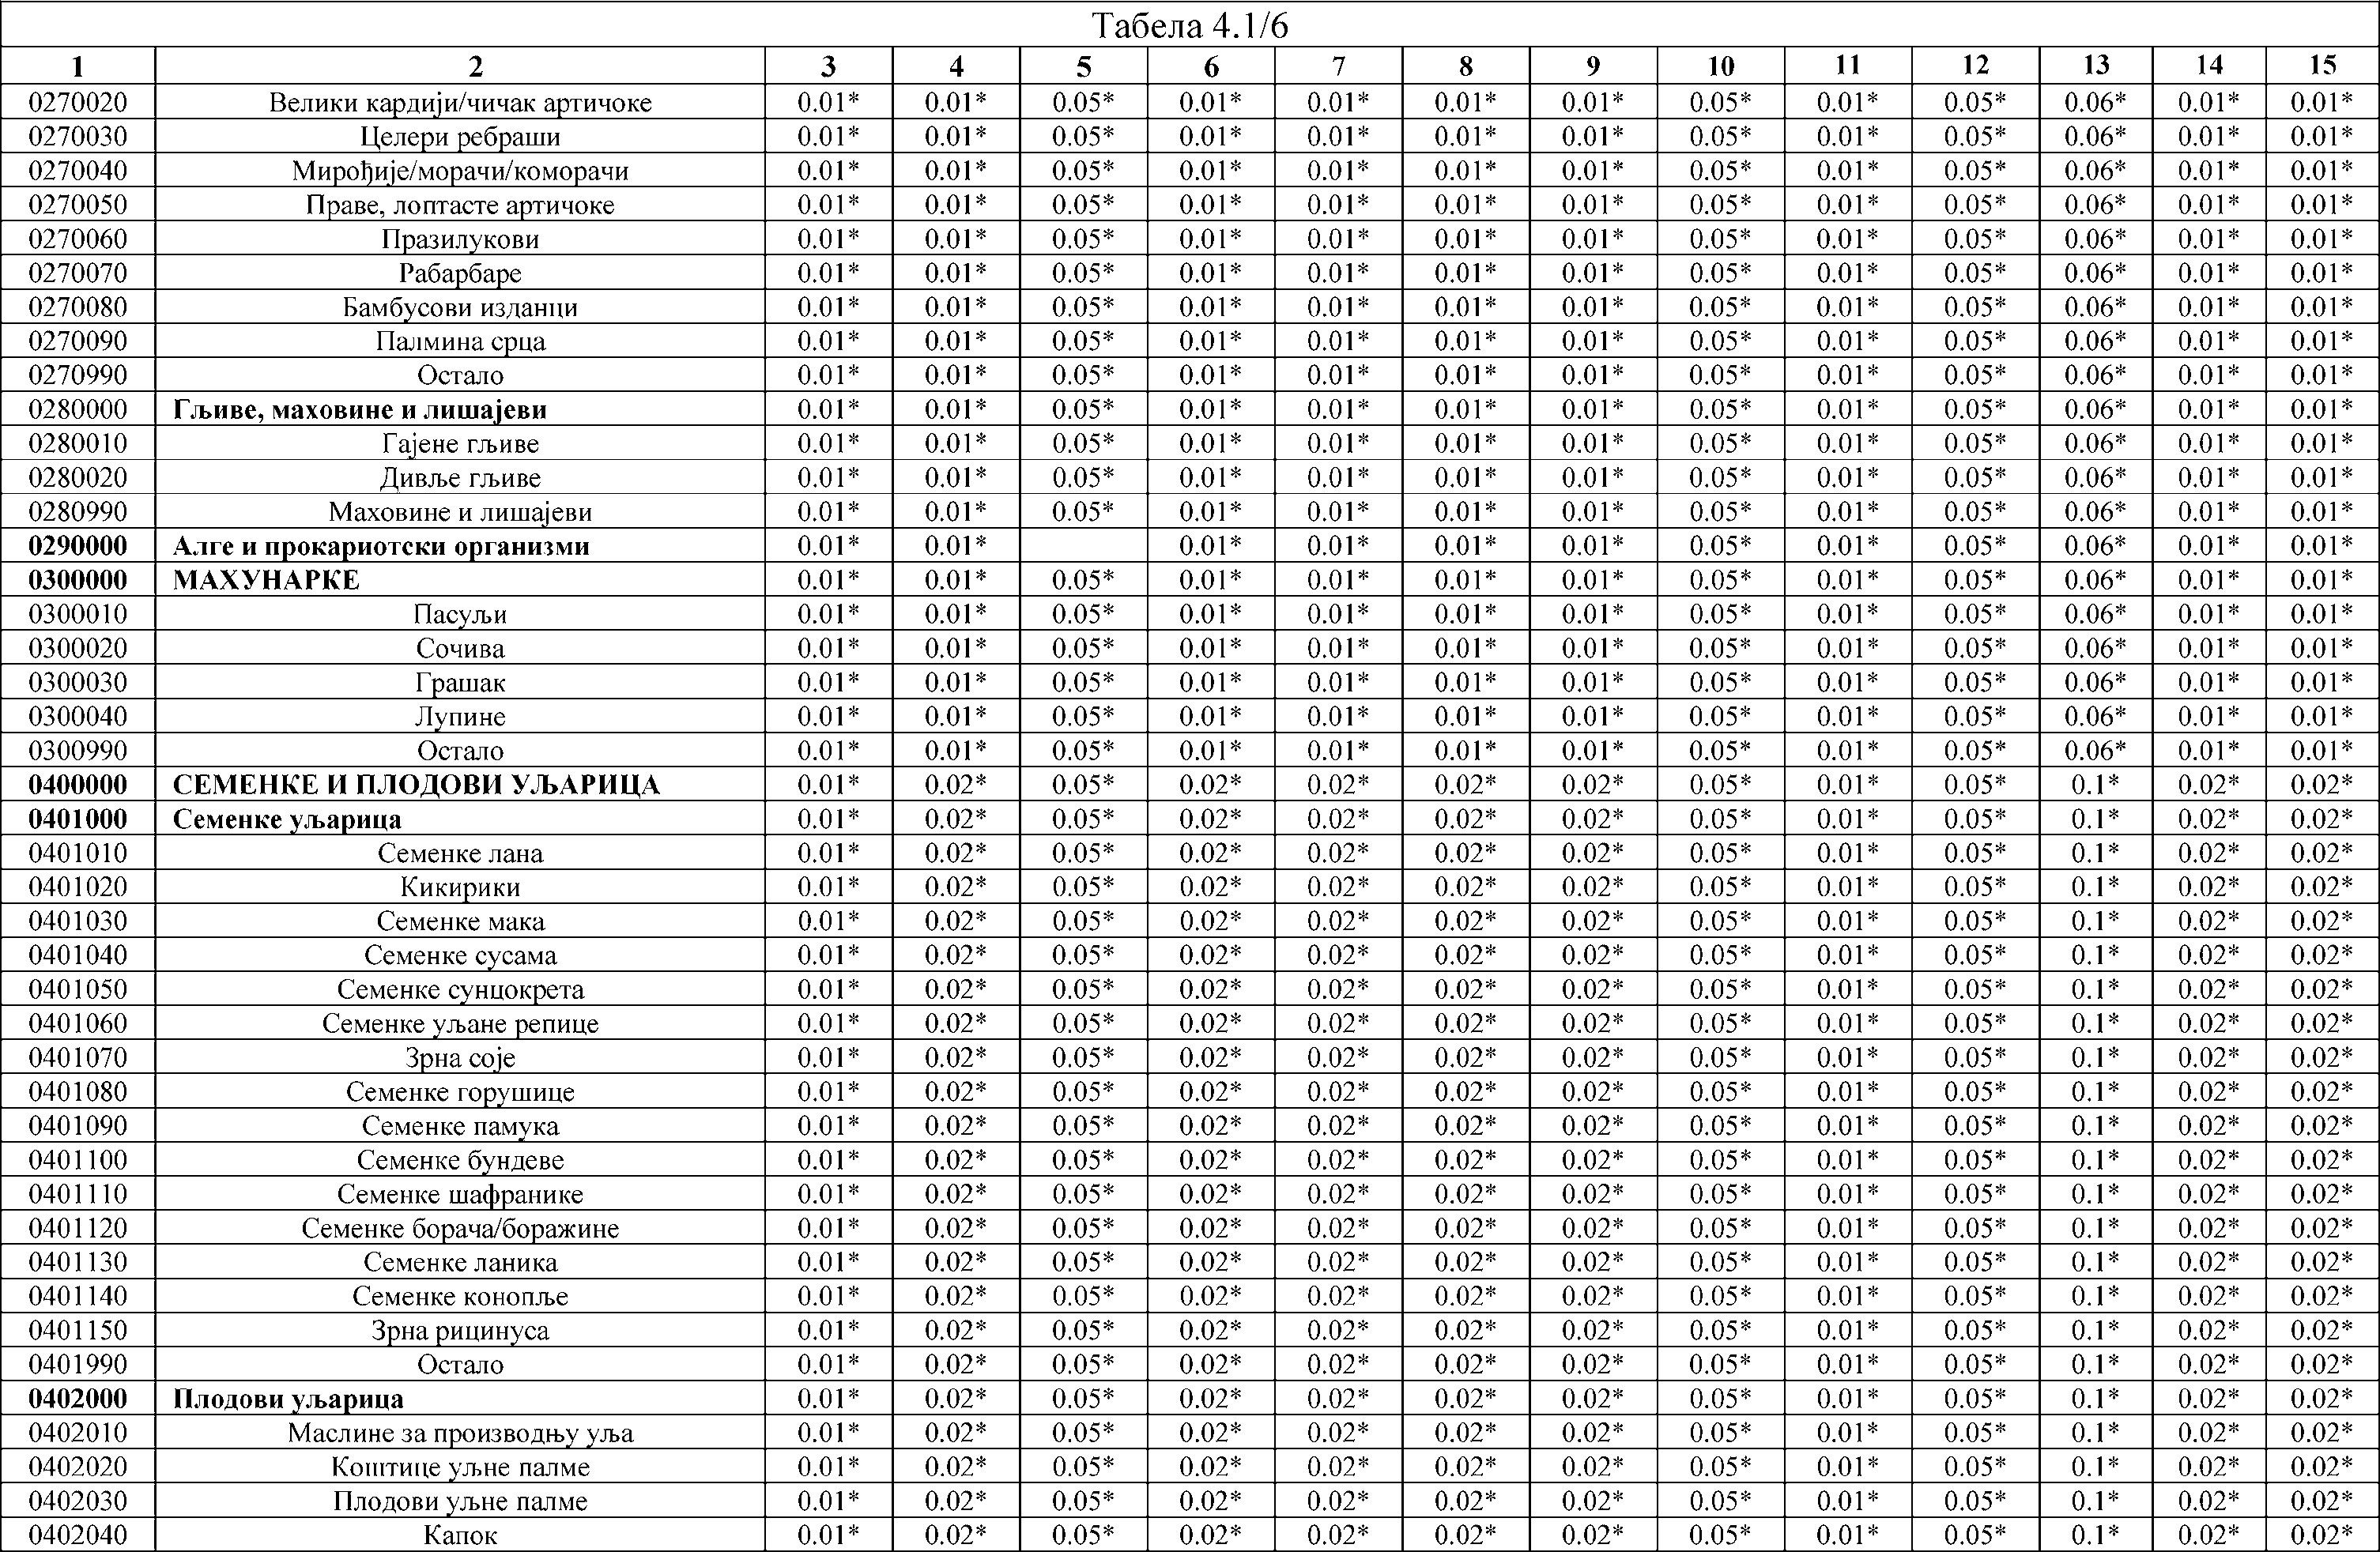 Табела 4.1/6
1 2 3 4 5 6 7 8 9 10 11 12 13 14 15
0270020 Велики кардији/чичак артичоке 0.01* 0.01* 0.05* 0.01* 0.01* 0.01* 0.01* 0.05* 0.01* 0.05* 0.06* 0.01* 0.01*
0270030 Целери ребраши 0.01* 0.01* 0.05* 0.01* 0.01* 0.01* 0.01* 0.05* 0.01* 0.05* 0.06* 0.01* 0.01*
0270040 Мирођије/морачи/коморачи 0.01* 0.01* 0.05* 0.01* 0.01* 0.01* 0.01* 0.05* 0.01* 0.05* 0.06* 0.01* 0.01*
0270050 Праве, лоптасте артичоке 0.01* 0.01* 0.05* 0.01* 0.01* 0.01* 0.01* 0.05* 0.01* 0.05* 0.06* 0.01* 0.01*
0270060 Празилукови 0.01* 0.01* 0.05* 0.01* 0.01* 0.01* 0.01* 0.05* 0.01* 0.05* 0.06* 0.01* 0.01*
0270070 Рабарбаре 0.01* 0.01* 0.05* 0.01* 0.01* 0.01* 0.01* 0.05* 0.01* 0.05* 0.06* 0.01* 0.01*
0270080 Бамбусови изданци 0.01* 0.01* 0.05* 0.01* 0.01* 0.01* 0.01* 0.05* 0.01* 0.05* 0.06* 0.01* 0.01*
0270090 Палмина срца 0.01* 0.01* 0.05* 0.01* 0.01* 0.01* 0.01* 0.05* 0.01* 0.05* 0.06* 0.01* 0.01*
0270990 Остало 0.01* 0.01* 0.05* 0.01* 0.01* 0.01* 0.01* 0.05* 0.01* 0.05* 0.06* 0.01* 0.01*
0280000 Гљиве, маховине и лишајеви 0.01* 0.01* 0.05* 0.01* 0.01* 0.01* 0.01* 0.05* 0.01* 0.05* 0.06* 0.01* 0.01*
0280010 Гајене гљиве 0.01* 0.01* 0.05* 0.01* 0.01* 0.01* 0.01* 0.05* 0.01* 0.05* 0.06* 0.01* 0.01*
0280020 Дивље гљиве 0.01* 0.01* 0.05* 0.01* 0.01* 0.01* 0.01* 0.05* 0.01* 0.05* 0.06* 0.01* 0.01*
0280990 Маховине и лишајеви 0.01* 0.01* 0.05* 0.01* 0.01* 0.01* 0.01* 0.05* 0.01* 0.05* 0.06* 0.01* 0.01*
0290000 Алге и прокариотски организми 0.01* 0.01* 0.01* 0.01* 0.01* 0.01* 0.05* 0.01* 0.05* 0.06* 0.01* 0.01*
0300000 МАХУНАРКЕ 0.01* 0.01* 0.05* 0.01* 0.01* 0.01* 0.01* 0.05* 0.01* 0.05* 0.06* 0.01* 0.01*
0300010 Пасуљи 0.01* 0.01* 0.05* 0.01* 0.01* 0.01* 0.01* 0.05* 0.01* 0.05* 0.06* 0.01* 0.01*
0300020 Сочива 0.01* 0.01* 0.05* 0.01* 0.01* 0.01* 0.01* 0.05* 0.01* 0.05* 0.06* 0.01* 0.01*
0300030 Грашак 0.01* 0.01* 0.05* 0.01* 0.01* 0.01* 0.01* 0.05* 0.01* 0.05* 0.06* 0.01* 0.01*
0300040 Лупине 0.01* 0.01* 0.05* 0.01* 0.01* 0.01* 0.01* 0.05* 0.01* 0.05* 0.06* 0.01* 0.01*
0300990 Остало 0.01* 0.01* 0.05* 0.01* 0.01* 0.01* 0.01* 0.05* 0.01* 0.05* 0.06* 0.01* 0.01*
0400000 СЕМЕНКЕ И ПЛОДОВИ УЉАРИЦА 0.01* 0.02* 0.05* 0.02* 0.02* 0.02* 0.02* 0.05* 0.01* 0.05* 0.1* 0.02* 0.02*
0401000 Семенке уљарица 0.01* 0.02* 0.05* 0.02* 0.02* 0.02* 0.02* 0.05* 0.01* 0.05* 0.1* 0.02* 0.02*
0401010 Семенке лана 0.01* 0.02* 0.05* 0.02* 0.02* 0.02* 0.02* 0.05* 0.01* 0.05* 0.1* 0.02* 0.02*
0401020 Кикирики 0.01* 0.02* 0.05* 0.02* 0.02* 0.02* 0.02* 0.05* 0.01* 0.05* 0.1* 0.02* 0.02*
0401030 Семенке мака 0.01* 0.02* 0.05* 0.02* 0.02* 0.02* 0.02* 0.05* 0.01* 0.05* 0.1* 0.02* 0.02*
0401040 Семенке сусама 0.01* 0.02* 0.05* 0.02* 0.02* 0.02* 0.02* 0.05* 0.01* 0.05* 0.1* 0.02* 0.02*
0401050 Семенке сунцокрета 0.01* 0.02* 0.05* 0.02* 0.02* 0.02* 0.02* 0.05* 0.01* 0.05* 0.1* 0.02* 0.02*
0401060 Семенке уљане репице 0.01* 0.02* 0.05* 0.02* 0.02* 0.02* 0.02* 0.05* 0.01* 0.05* 0.1* 0.02* 0.02*
0401070 Зрна соје 0.01* 0.02* 0.05* 0.02* 0.02* 0.02* 0.02* 0.05* 0.01* 0.05* 0.1* 0.02* 0.02*
0401080 Семенке горушице 0.01* 0.02* 0.05* 0.02* 0.02* 0.02* 0.02* 0.05* 0.01* 0.05* 0.1* 0.02* 0.02*
0401090 Семенке памука 0.01* 0.02* 0.05* 0.02* 0.02* 0.02* 0.02* 0.05* 0.01* 0.05* 0.1* 0.02* 0.02*
0401100 Семенке бундеве 0.01* 0.02* 0.05* 0.02* 0.02* 0.02* 0.02* 0.05* 0.01* 0.05* 0.1* 0.02* 0.02*
0401110 Семенке шафранике 0.01* 0.02* 0.05* 0.02* 0.02* 0.02* 0.02* 0.05* 0.01* 0.05* 0.1* 0.02* 0.02*
0401120 Семенке борача/боражине 0.01* 0.02* 0.05* 0.02* 0.02* 0.02* 0.02* 0.05* 0.01* 0.05* 0.1* 0.02* 0.02*
0401130 Семенке ланика 0.01* 0.02* 0.05* 0.02* 0.02* 0.02* 0.02* 0.05* 0.01* 0.05* 0.1* 0.02* 0.02*
0401140 Семенке конопље 0.01* 0.02* 0.05* 0.02* 0.02* 0.02* 0.02* 0.05* 0.01* 0.05* 0.1* 0.02* 0.02*
0401150 Зрна рицинуса 0.01* 0.02* 0.05* 0.02* 0.02* 0.02* 0.02* 0.05* 0.01* 0.05* 0.1* 0.02* 0.02*
0401990 Остало 0.01* 0.02* 0.05* 0.02* 0.02* 0.02* 0.02* 0.05* 0.01* 0.05* 0.1* 0.02* 0.02*
0402000 Плодови уљарица 0.01* 0.02* 0.05* 0.02* 0.02* 0.02* 0.02* 0.05* 0.01* 0.05* 0.1* 0.02* 0.02*
0402010 Маслине за производњу уља 0.01* 0.02* 0.05* 0.02* 0.02* 0.02* 0.02* 0.05* 0.01* 0.05* 0.1* 0.02* 0.02*
0402020 Коштице уљне палме 0.01* 0.02* 0.05* 0.02* 0.02* 0.02* 0.02* 0.05* 0.01* 0.05* 0.1* 0.02* 0.02*
0402030 Плодови уљне палме 0.01* 0.02* 0.05* 0.02* 0.02* 0.02* 0.02* 0.05* 0.01* 0.05* 0.1* 0.02* 0.02*
0402040 Капок 0.01* 0.02* 0.05* 0.02* 0.02* 0.02* 0.02* 0.05* 0.01* 0.05* 0.1* 0.02* 0.02*